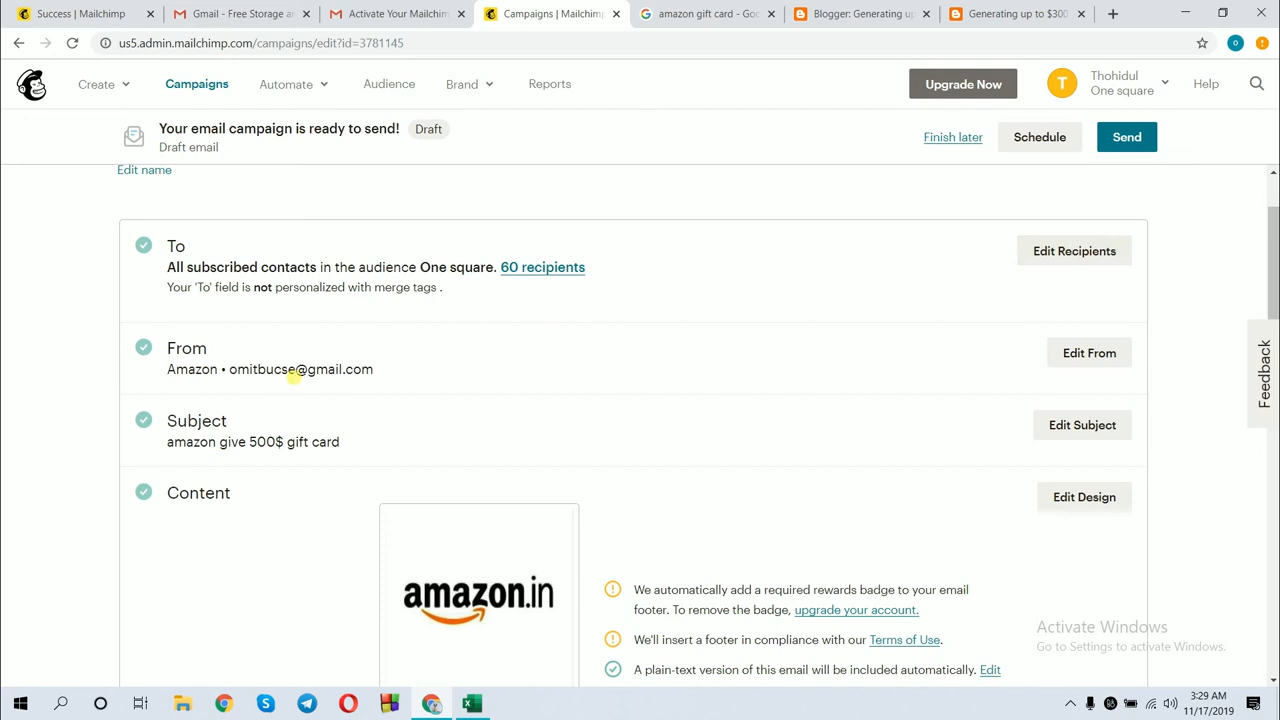 Success | Mailchimp
Gmail - Free Storage a
Activate Your Mailchim
Campaigns | Mailchimp
amazon gift card - Goo
Blogger: Generating up
Generating up to $300
us5.admin.mailchimp.com/campaigns/edit?id=3781145
Create
Campaigns
Automate
Audience
Brand
Reports
Upgrade Now
T
Thohidul
One square
Help
Your email campaign is ready to send!
Draft
Draft email
Finish later
Schedule
Send
Edit name
To
All subscribed contacts in the audience One square. 60 recipients
Your 'To' field is not personalized with merge tags .
Edit Recipients
From
Amazon • omitbucse@gmail.com
Edit From
Subject
amazon give 500$ gift card
Edit Subject
Content
Edit Design
amazon.in
We automatically add a required rewards badge to your email
footer. To remove the badge, upgrade your account.
We'll insert a footer in compliance with our Terms of Use.
A plain-text version of this email will be included automatically. Edit
Feedback
Activate Windows
Go to Settings to activate Windows.
3:29 AM
11/17/2019